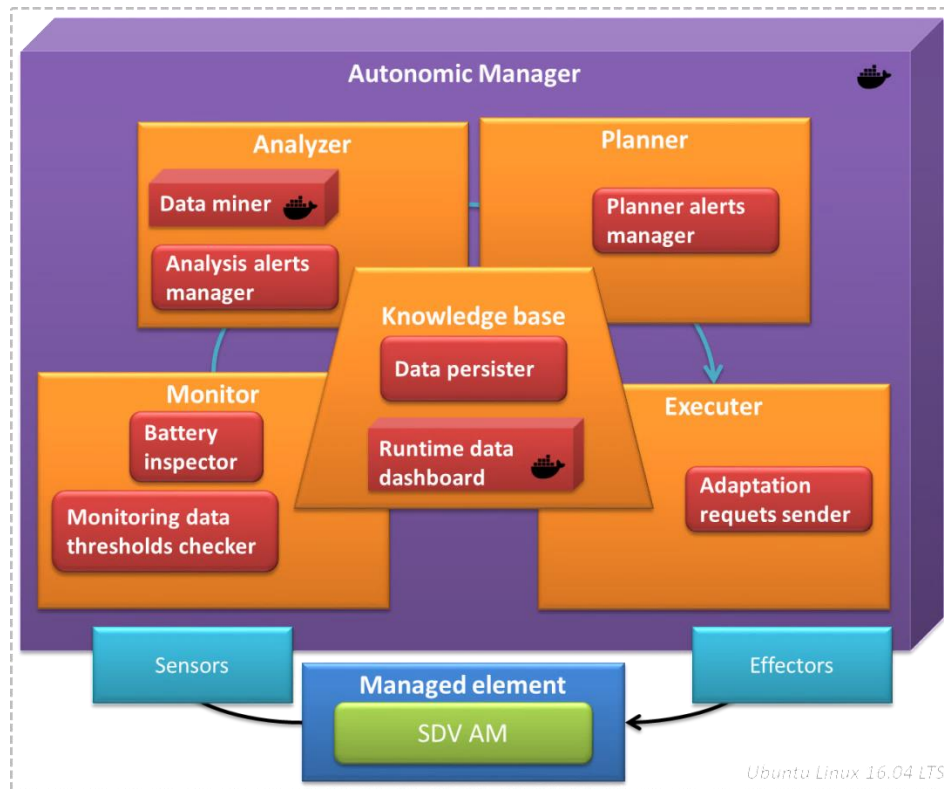 Autonomic Manager
Analyzer
Data miner
Analysis alerts
manager
Planner
Planner alerts
manager
Knowledge base
Data persister
Runtime data
dashboard
Monitor
Battery
inspector
Monitoring data
thresholds checker
Executer
Adaptation
requets sender
Sensors
Effectors
Managed element
SDV AM
Ubuntu Linux 16.04 LTS